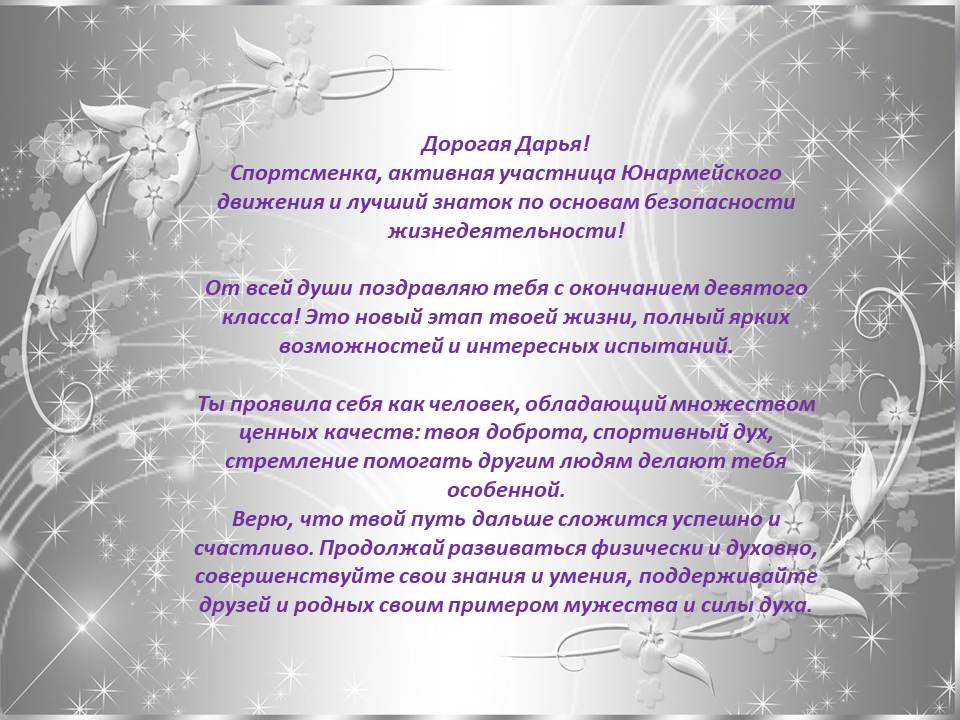 Дорогая Дарья!
Спортсменка, активная участница Юнармейского
движения и лучший знаток по основам безопасности
жизнедеятельности!
От всей души поздравляю тебя с окончанием девятого
класса! Это новый этап твоей жизни, полный ярких
возможностей и интересных испытаний.
Ты проявила себя как человек, обладающий множеством
ценных качеств: твоя доброта, спортивный дух,
стремление помогать другим людям делают тебя
особенной.
Верю, что твой путь дальше сложится успешно и
счастливо. Продолжай развиваться физически и духовно,
совершенствуйте свои знания и умения, поддерживайте
друзей и родных своим примером мужества и силы духа.